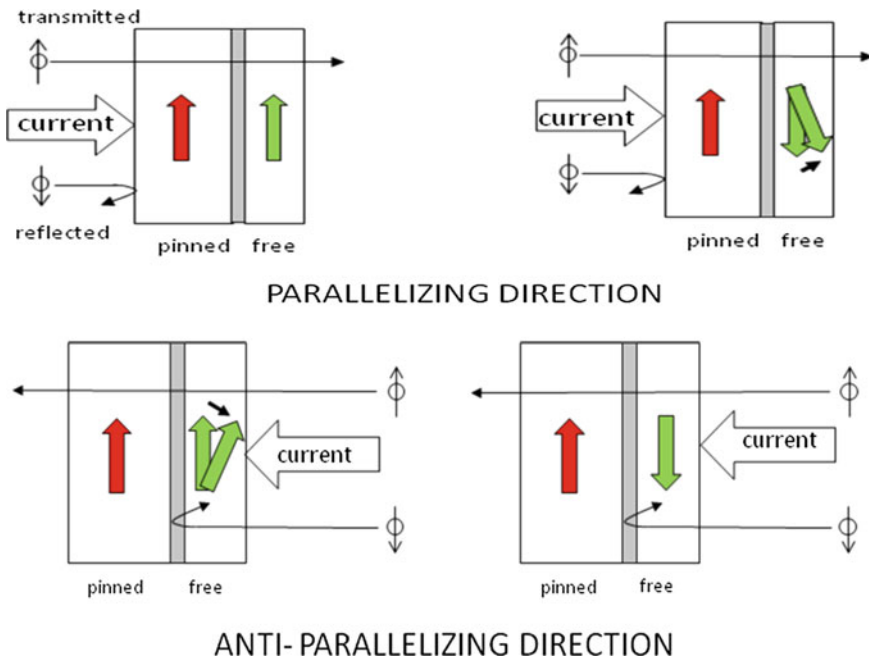 transmitted
current
reflected
pinned free
current
pinned free
PARALLELIZING DIRECTION
current
pinned free
current
pinned free
ANTI- PARALLELIZING DIRECTION